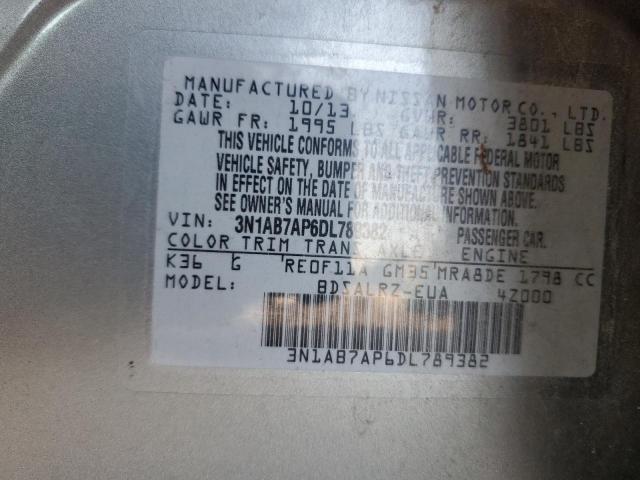 MANUFACTURED BY NISSAN MOTOR CO., LTD.
DATE: 10/13 GVWR: 3801 LBS
GAWR FR: 1995 LBS GAWR RR: 1841 LBS
THIS VEHICLE CONFORMS TO ALL APPLICABLE FEDERAL MOTOR
VEHICLE SAFETY, BUMPER AND THEFT PREVENTION STANDARDS
IN EFFECT ON THE DATE OF MANUFACTURE SHOWN ABOVE.
SEE OWNER'S MANUAL FOR ADDITIONAL INFORMATION.
VIN: 3N1AB7AP6DL789382 PASSENGER CAR.
COLOR TRIM TRANS. AXLE ENGINE
K36 G RE0F11A GM35 MRA8DE 1798 CC
MODEL: BDSALRZ-EUA 4Z000
3N1AB7AP6DL789382